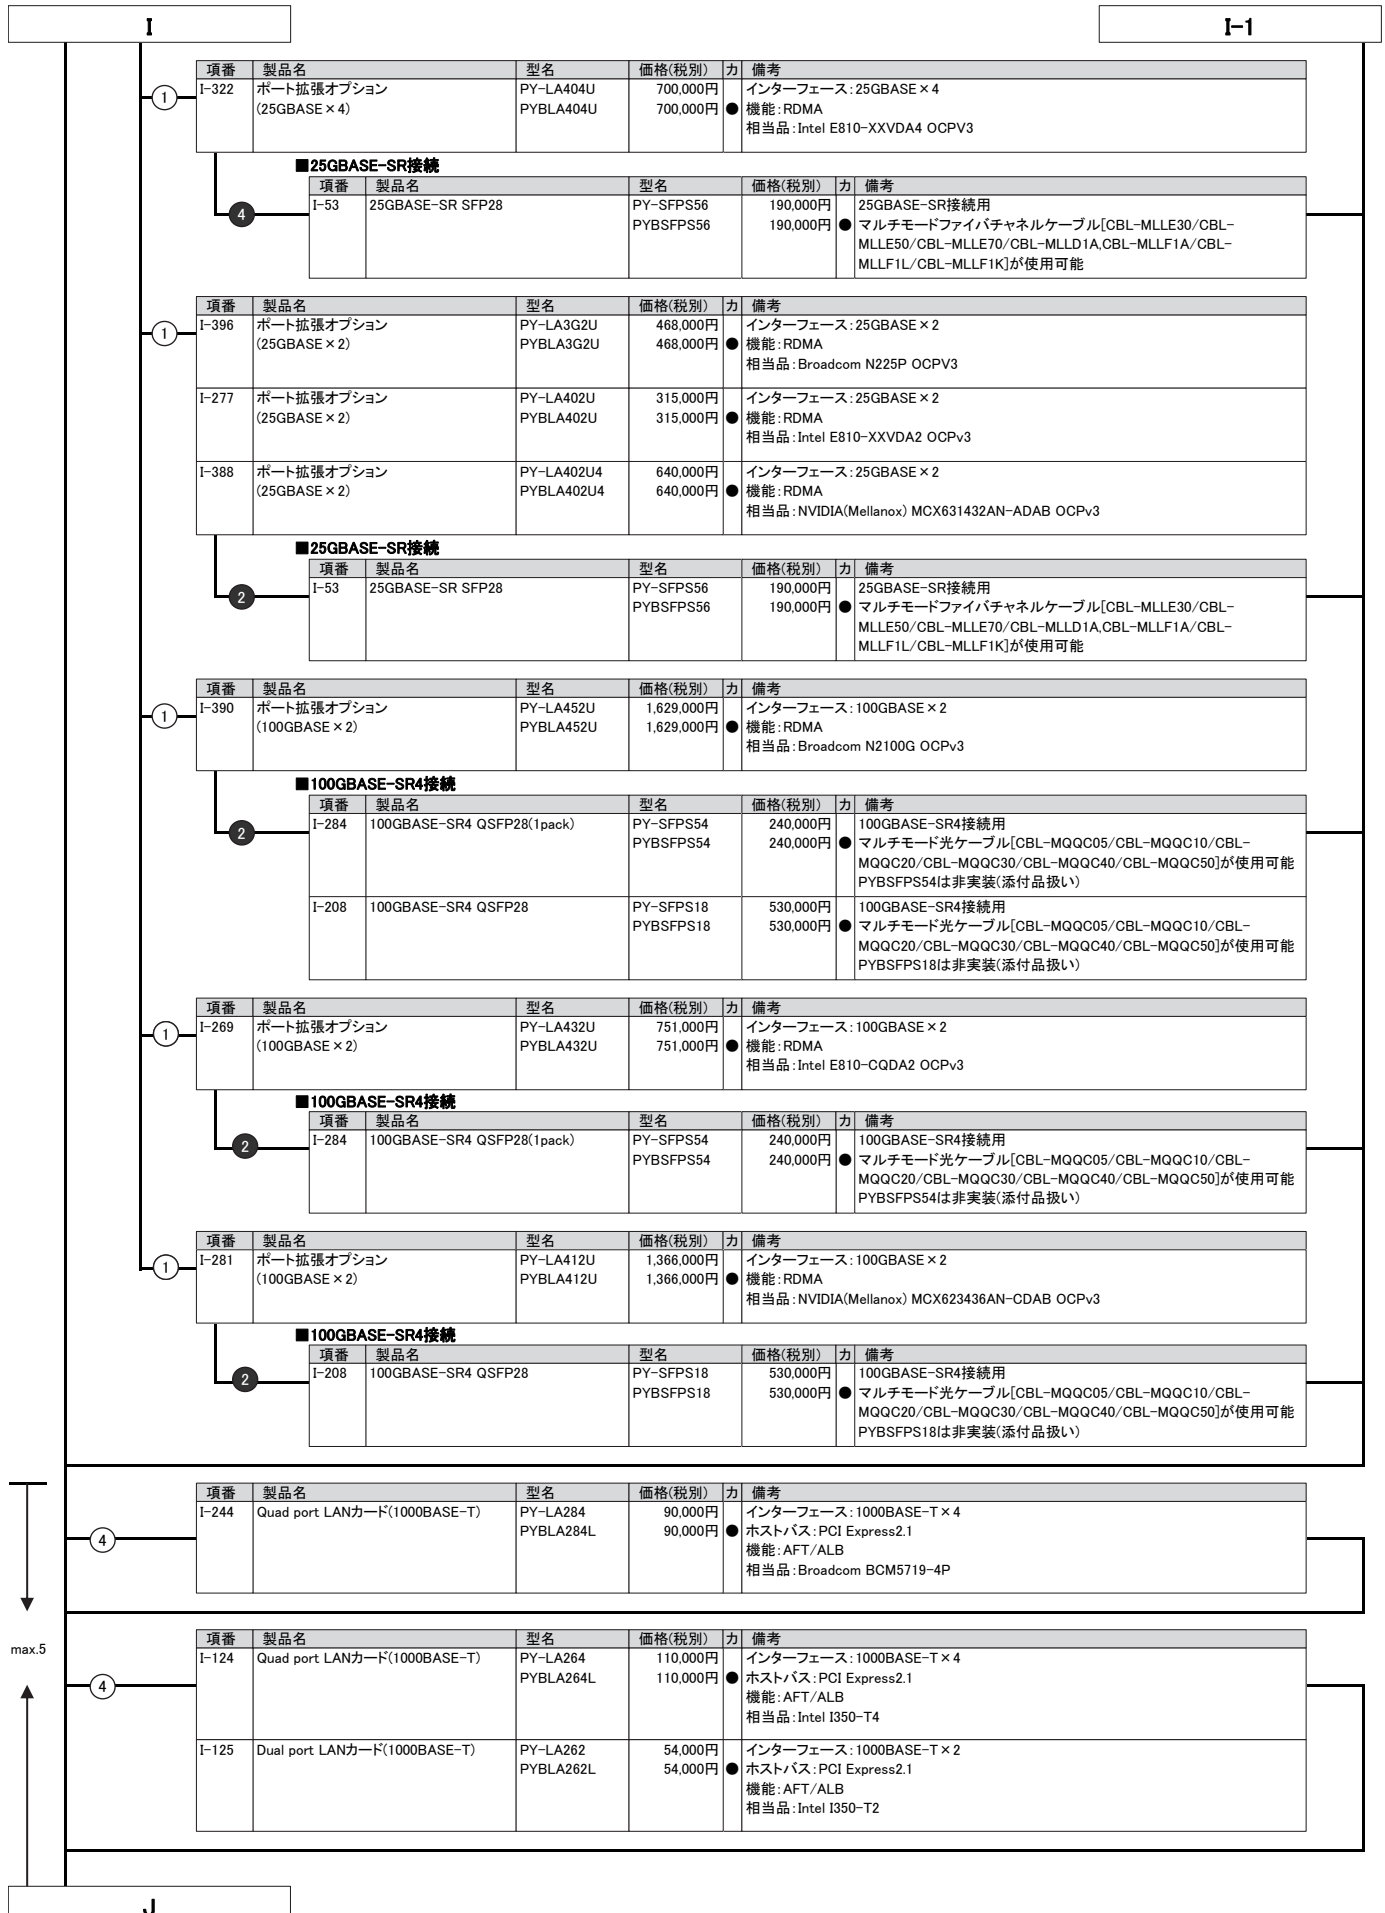 I
I-1
項番 製品名 型名 価格(税別) カ 備考
① I-322 ポート拡張オプション PY-LA404U 700,000円 インターフェース:25GBASE×4
(25GBASE×4) PYBLA404U 700,000円 ● 機能:RDMA
相当品:Intel E810-XXVDA4 OCPV3
■25GBASE-SR接続
項番 製品名 型名 価格(税別) カ 備考
4 I-53 25GBASE-SR SFP28 PY-SFPS56 190,000円 25GBASE-SR接続用
PYBSFPS56 190,000円 ● マルチモードファイバチャネルケーブル[CBL-MLLE30/CBL-
MLLE50/CBL-MLLE70/CBL-MLLD1A,CBL-MLLF1A/CBL-
MLLF1L/CBL-MLLF1K]が使用可能
項番 製品名 型名 価格(税別) カ 備考
① I-396 ポート拡張オプション PY-LA3G2U 468,000円 インターフェース:25GBASE×2
(25GBASE×2) PYBLA3G2U 468,000円 ● 機能:RDMA
相当品:Broadcom N225P OCPV3
I-277 ポート拡張オプション PY-LA402U 315,000円 インターフェース:25GBASE×2
(25GBASE×2) PYBLA402U 315,000円 ● 機能:RDMA
相当品:Intel E810-XXVDA2 OCPv3
I-388 ポート拡張オプション PY-LA402U4 640,000円 インターフェース:25GBASE×2
(25GBASE×2) PYBLA402U4 640,000円 ● 機能:RDMA
相当品:NVIDIA(Mellanox) MCX631432AN-ADAB OCPv3
■25GBASE-SR接続
項番 製品名 型名 価格(税別) カ 備考
2 I-53 25GBASE-SR SFP28 PY-SFPS56 190,000円 25GBASE-SR接続用
PYBSFPS56 190,000円 ● マルチモードファイバチャネルケーブル[CBL-MLLE30/CBL-
MLLE50/CBL-MLLE70/CBL-MLLD1A,CBL-MLLF1A/CBL-
MLLF1L/CBL-MLLF1K]が使用可能
項番 製品名 型名 価格(税別) カ 備考
① I-390 ポート拡張オプション PY-LA452U 1,629,000円 インターフェース:100GBASE×2
(100GBASE×2) PYBLA452U 1,629,000円 ● 機能:RDMA
相当品:Broadcom N2100G OCPv3
■100GBASE-SR4接続
項番 製品名 型名 価格(税別) カ 備考
2 I-284 100GBASE-SR4 QSFP28(1pack) PY-SFPS54 240,000円 100GBASE-SR4接続用
PYBSFPS54 240,000円 ● マルチモード光ケーブル[CBL-MQQC05/CBL-MQQC10/CBL-
MQQC20/CBL-MQQC30/CBL-MQQC40/CBL-MQQC50]が使用可能
PYBSFPS54は非実装(添付品扱い)
I-208 100GBASE-SR4 QSFP28 PY-SFPS18 530,000円 100GBASE-SR4接続用
PYBSFPS18 530,000円 ● マルチモード光ケーブル[CBL-MQQC05/CBL-MQQC10/CBL-
MQQC20/CBL-MQQC30/CBL-MQQC40/CBL-MQQC50]が使用可能
PYBSFPS18は非実装(添付品扱い)
項番 製品名 型名 価格(税別) カ 備考
① I-269 ポート拡張オプション PY-LA432U 751,000円 インターフェース:100GBASE×2
(100GBASE×2) PYBLA432U 751,000円 ● 機能:RDMA
相当品:Intel E810-CQDA2 OCPv3
■100GBASE-SR4接続
項番 製品名 型名 価格(税別) カ 備考
2 I-284 100GBASE-SR4 QSFP28(1pack) PY-SFPS54 240,000円 100GBASE-SR4接続用
PYBSFPS54 240,000円 ● マルチモード光ケーブル[CBL-MQQC05/CBL-MQQC10/CBL-
MQQC20/CBL-MQQC30/CBL-MQQC40/CBL-MQQC50]が使用可能
PYBSFPS54は非実装(添付品扱い)
項番 製品名 型名 価格(税別) カ 備考
① I-281 ポート拡張オプション PY-LA412U 1,366,000円 インターフェース:100GBASE×2
(100GBASE×2) PYBLA412U 1,366,000円 ● 機能:RDMA
相当品:NVIDIA(Mellanox) MCX623436AN-CDAB OCPv3
■100GBASE-SR4接続
項番 製品名 型名 価格(税別) カ 備考
2 I-208 100GBASE-SR4 QSFP28 PY-SFPS18 530,000円 100GBASE-SR4接続用
PYBSFPS18 530,000円 ● マルチモード光ケーブル[CBL-MQQC05/CBL-MQQC10/CBL-
MQQC20/CBL-MQQC30/CBL-MQQC40/CBL-MQQC50]が使用可能
PYBSFPS18は非実装(添付品扱い)
項番 製品名 型名 価格(税別) カ 備考
④ I-244 Quad port LANカード(1000BASE-T) PY-LA284 90,000円 インターフェース:1000BASE-T×4
PYBLA284L 90,000円 ● ホストバス:PCI Express2.1
機能:AFT/ALB
相当品:Broadcom BCM5719-4P
max.5
項番 製品名 型名 価格(税別) カ 備考
④ I-124 Quad port LANカード(1000BASE-T) PY-LA264 110,000円 インターフェース:1000BASE-T×4
PYBLA264L 110,000円 ● ホストバス:PCI Express2.1
機能:AFT/ALB
相当品:Intel I350-T4
I-125 Dual port LANカード(1000BASE-T) PY-LA262 54,000円 インターフェース:1000BASE-T×2
PYBLA262L 54,000円 ● ホストバス:PCI Express2.1
機能:AFT/ALB
相当品:Intel I350-T2
J